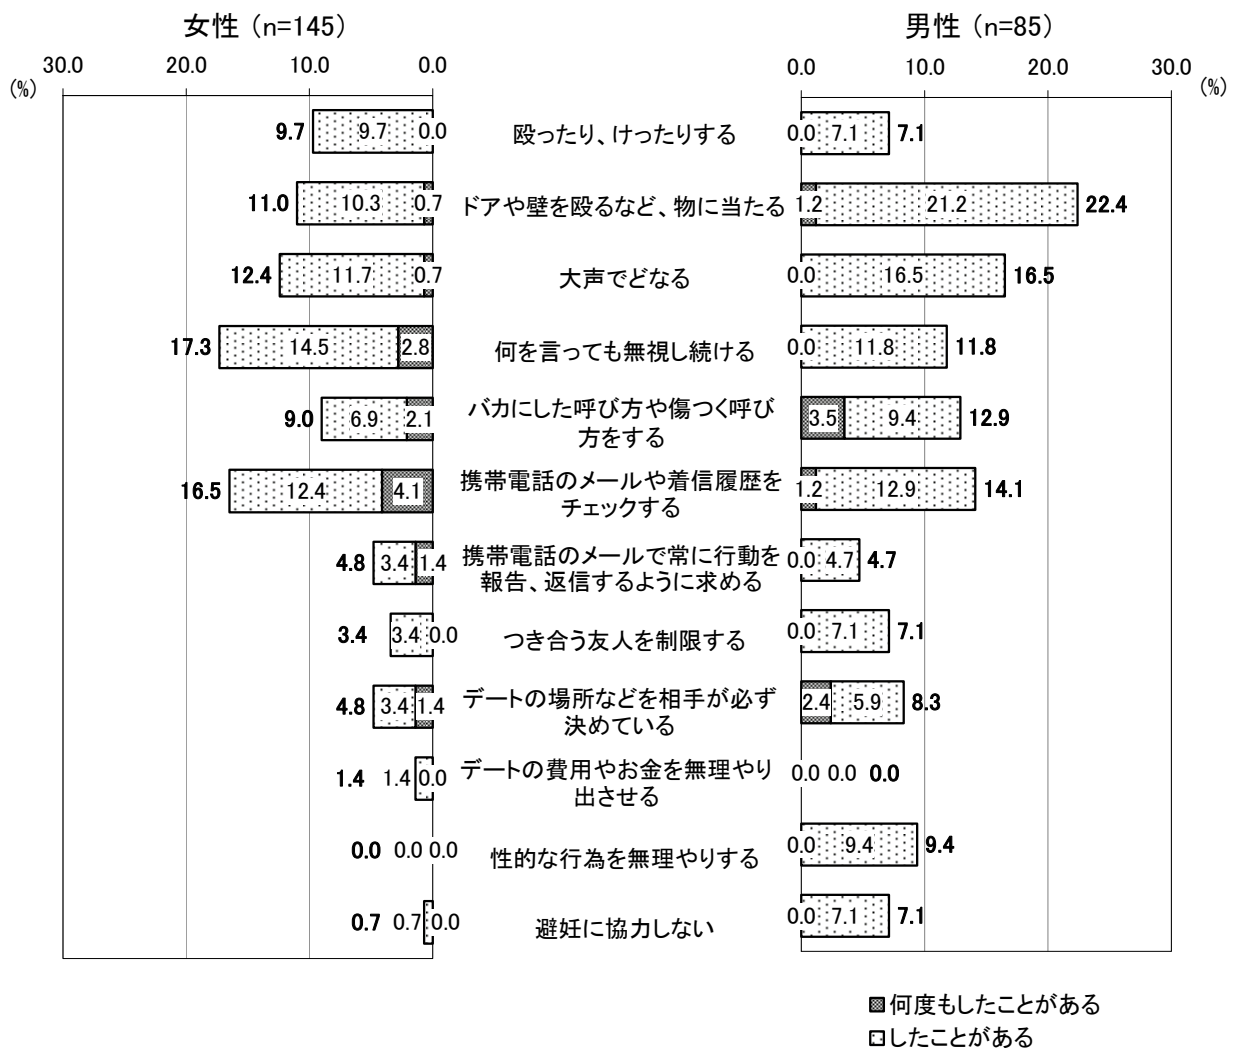 女性（n=145）
男性（n=85）
30.0 20.0 10.0 0.0
0.0 10.0 20.0 30.0
(%)
(%)
9.7 9.7 0.0 殴ったり、けったりする 0.0 7.1 7.1
11.0 10.3 0.7 ドアや壁を殴るなど、物に当たる 1.2 21.2 22.4
12.4 11.7 0.7 大声でどなる 0.0 16.5 16.5
17.3 14.5 2.8 何を言っても無視し続ける 0.0 11.8 11.8
9.0 6.9 2.1 バカにした呼び方や傷つく呼び 3.5 9.4 12.9
方をする
16.5 12.4 4.1 携帯電話のメールや着信履歴を 1.2 12.9 14.1
チェックする
4.8 3.4 1.4 携帯電話のメールで常に行動を 0.0 4.7 4.7
報告、返信するように求める
3.4 3.4 0.0 つき合う友人を制限する 0.0 7.1 7.1
4.8 3.4 1.4 デートの場所などを相手が必ず 2.4 5.9 8.3
決めている
1.4 1.4 0.0 デートの費用やお金を無理やり 0.0 0.0 0.0
出させる
0.0 0.0 0.0 性的な行為を無理やりする 0.0 9.4 9.4
0.7 0.7 0.0 避妊に協力しない 0.0 7.1 7.1
何度もしたことがある
したことがある